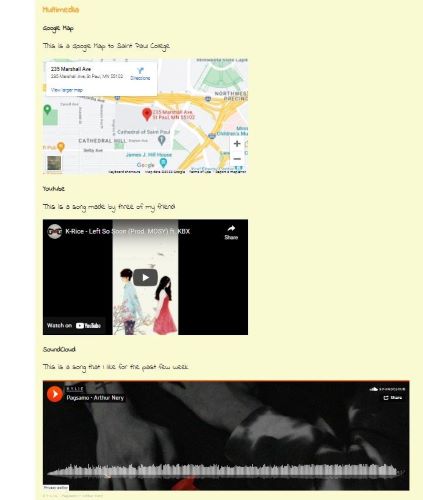 Multimedia
Google Map
This is a Google Map to Saint Paul College
235 Marshall Ave
235 Marshall Ave, St Paul, MN 55102
Directions
View larger map
NORTHWEST
PRECINC
235 Marshall Ave,
St Paul, MN 55102
Cathedral of Saint Paul
CATHEDRAL HILL
Selby Ave
James J. Hill House
Google
Keyboard shortcuts
Map data ©2022 Google
Terms of Use
Report a map error
Youtube
This is a song made by three of my friend
K-Rice - Left So Soon (Prod. MOSY) ft. KBX
Share
Watch on YouTube
SoundCloud
This is a song that I like for the past few week
KYLIE
SOUNDCLOUD
Pagsamo - Arthur Nery
Share
Privacy policy